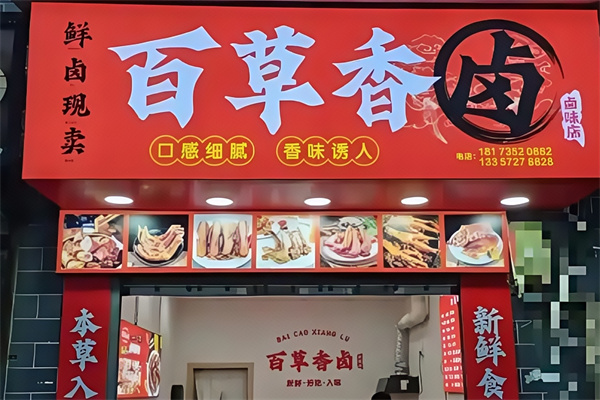 鲜卤现卖
百草香卤
卤味店
口感细腻 香味诱人
电话: 181 7352 0862
133 5727 6628
本草入
新鲜食
BAI CAO XIANG LU
百草香卤